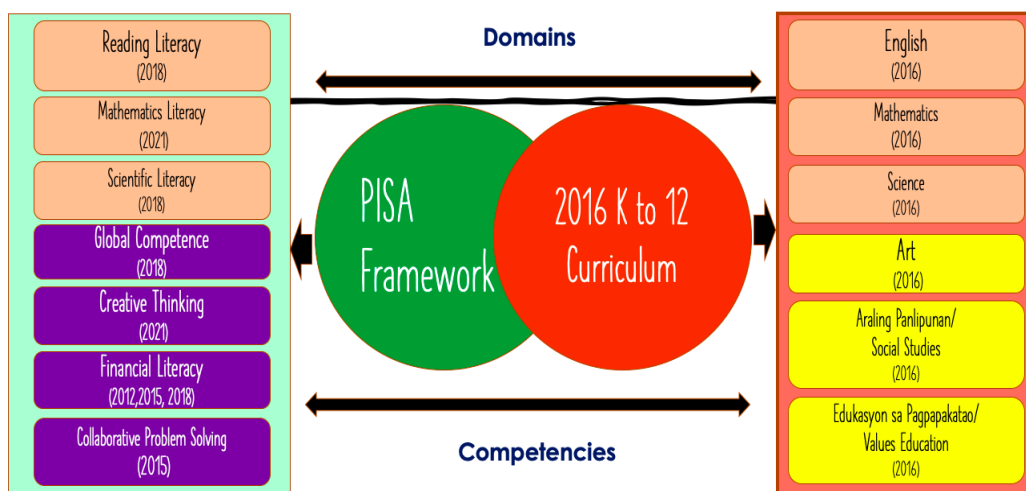 Reading Literacy
(2018)
Mathematics Literacy
(2021)
Scientific Literacy
(2018)
Global Competence
(2018)
Creative Thinking
(2021)
Financial Literacy
(2012,2015, 2018)
Collaborative Problem Solving
(2015)
Domains
PISA
Framework
2016 K to 12
Curriculum
Competencies
English
(2016)
Mathematics
(2016)
Science
(2016)
Art
(2016)
Araling Panlipunan/
Social Studies
(2016)
Edukasyon sa Pagpapakatao/
Values Education
(2016)